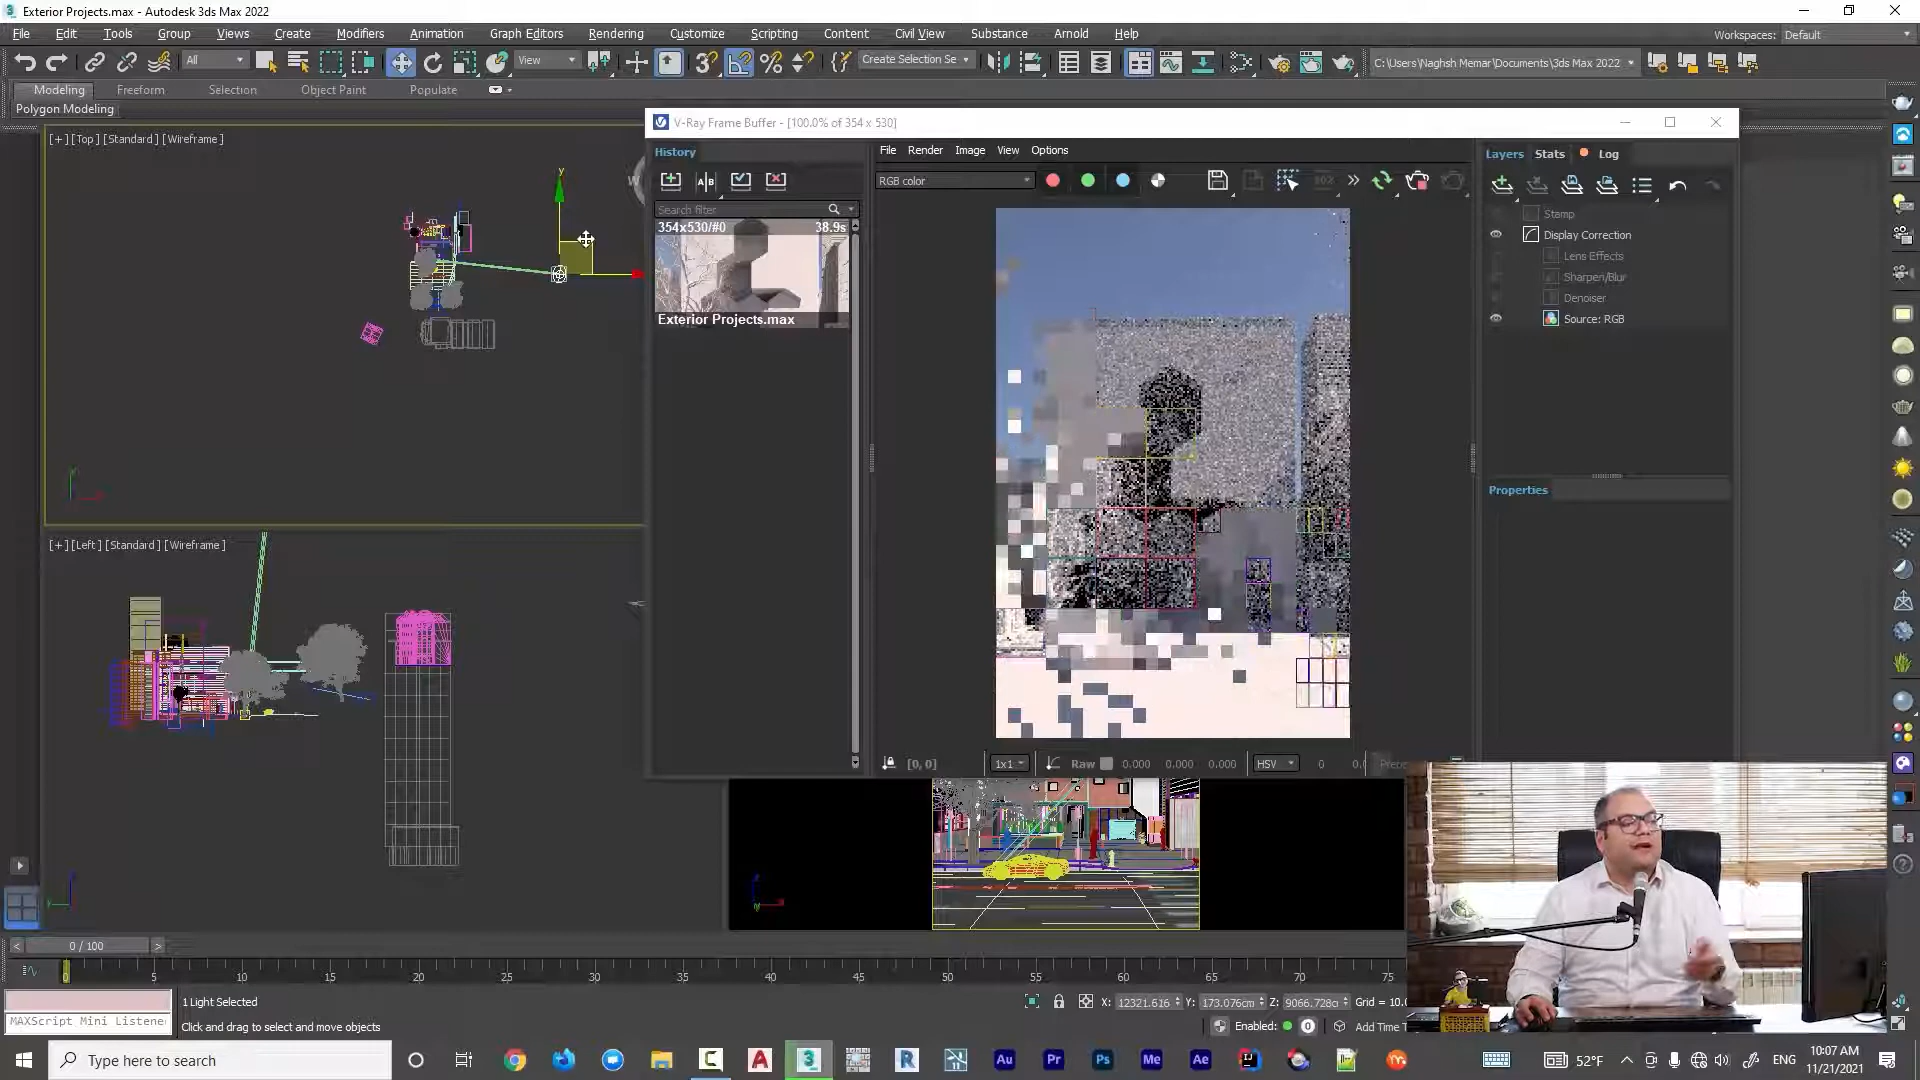 Exterior Projects.max - Autodesk 3ds Max 2022
File Edit Tools Group Views Create Modifiers Animation Graph Editors Rendering Customize Scripting Content Civil View Substance Arnold Help
Workspaces: Default
All View Create Selection Se C:\Users\Naghsh Memar\Documents\3ds Max 2022
Modeling Freeform Selection Object Paint Populate
Polygon Modeling
[+] [Top] [Standard] [Wireframe]
V-Ray Frame Buffer - [100.0% of 354 x 530]
History
File Render Image View Options
Layers Stats Log
RGB color
Search filter
354x530/#0 38.9s
Exterior Projects.max
Stamp
Display Correction
Lens Effects
Sharpen/Blur
Denoiser
Source: RGB
Properties
y
[+] [Left] [Standard] [Wireframe]
[0, 0] 1x1 Raw 0.000 0.000 0.000 HSV 0 0.
0 / 100
0 5 10 15 20 25 30 35 40 45 50 55 60 65 70 75
1 Light Selected
X: 12321.616 Y: 173.076cm Z: 9066.728c Grid = 10.0
MAXScript Mini Listene
Click and drag to select and move objects
Enabled: 0 Add Time T
Type here to search
Au Pr Ps Me Ae
52°F ENG
10:07 AM
11/21/2021